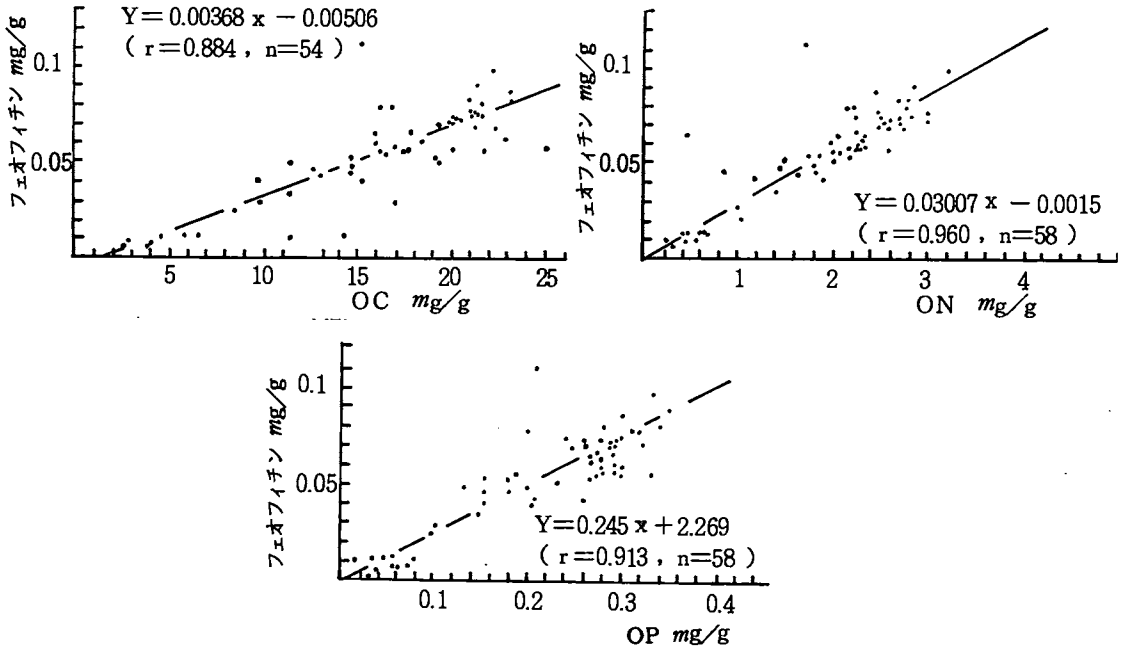 Y=0.00368 x-0.00506
( r=0.884 , n=54 )
フェオフィチン mg/g
0.1
0.05
5 10 15 20 25
OC mg/g
フェオフィチン mg/g
0.1
0.05
Y=0.03007 x-0.0015
( r=0.960 , n=58 )
1 2 3 4
ON mg/g
フェオフィチン mg/g
0.1
0.05
Y=0.245 x+2.269
( r=0.913 , n=58 )
0.1 0.2 0.3 0.4
OP mg/g